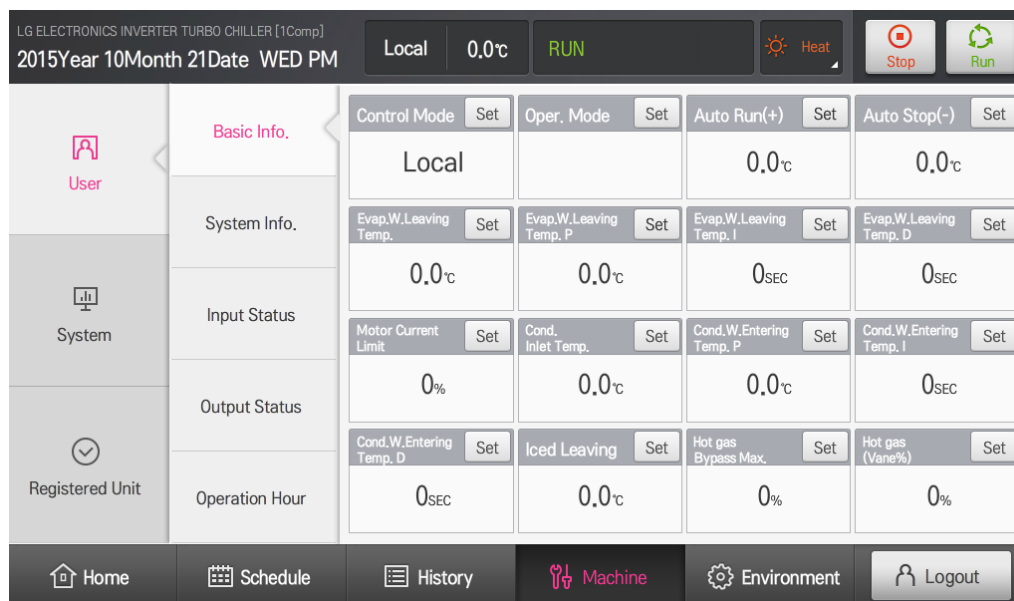 LG ELECTRONICS INVERTER TURBO CHILLER [1Comp]
2015Year 10Month 21Date WED PM
Local 0.0℃ RUN Heat
Stop Run
User
System
Registered Unit
Basic Info.
System Info.
Input Status
Output Status
Operation Hour
Control Mode Set
Local
Oper. Mode Set
Auto Run(+) Set
0.0℃
Auto Stop(-) Set
0.0℃
Evap.W.Leaving
Temp. Set
0.0℃
Evap.W.Leaving
Temp. P Set
0.0℃
Evap.W.Leaving
Temp. I Set
0SEC
Evap.W.Leaving
Temp. D Set
0SEC
Motor Current
Limit Set
0%
Cond.
Inlet Temp. Set
0.0℃
Cond.W.Entering
Temp. P Set
0.0℃
Cond.W.Entering
Temp. I Set
0SEC
Cond.W.Entering
Temp. D Set
0SEC
Iced Leaving Set
0.0℃
Hot gas
Bypass Max. Set
0%
Hot gas
(Vane%) Set
0%
Home Schedule History Machine Environment Logout